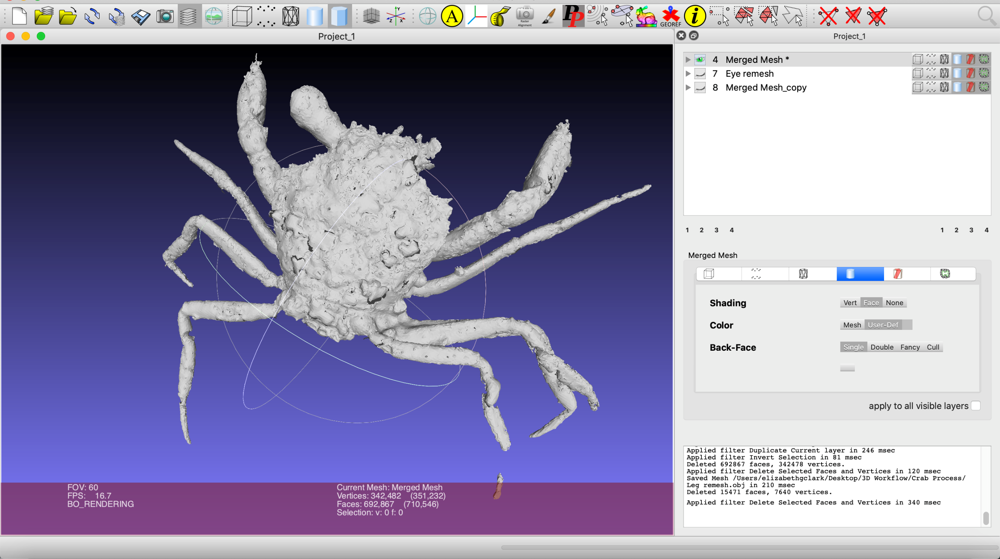 Y
Z
X
A
Raster
Alignment
PP
i
GEOREF
Project_1
Project_1
4 Merged Mesh *
7 Eye remesh
8 Merged Mesh_copy
1 2 3 4
1 2 3 4
Merged Mesh
Shading
Vert Face None
Color
Mesh User-Def
Back-Face
Single Double Fancy Cull
apply to all visible layers
Applied filter Duplicate Current layer in 246 msec
Applied filter Invert Selection in 81 msec
Deleted 692867 faces, 342478 vertices.
Applied filter Delete Selected Faces and Vertices in 120 msec
Saved Mesh /Users/elizabethgclark/Desktop/3D Workflow/Crab Process/
Leg remesh.obj in 210 msec
Deleted 15471 faces, 7640 vertices.
Applied filter Delete Selected Faces and Vertices in 340 msec
FOV: 60
FPS: 16.7
BO_RENDERING
Current Mesh: Merged Mesh
Vertices: 342,482 (351,232)
Faces: 692,867 (710,546)
Selection: v: 0 f: 0